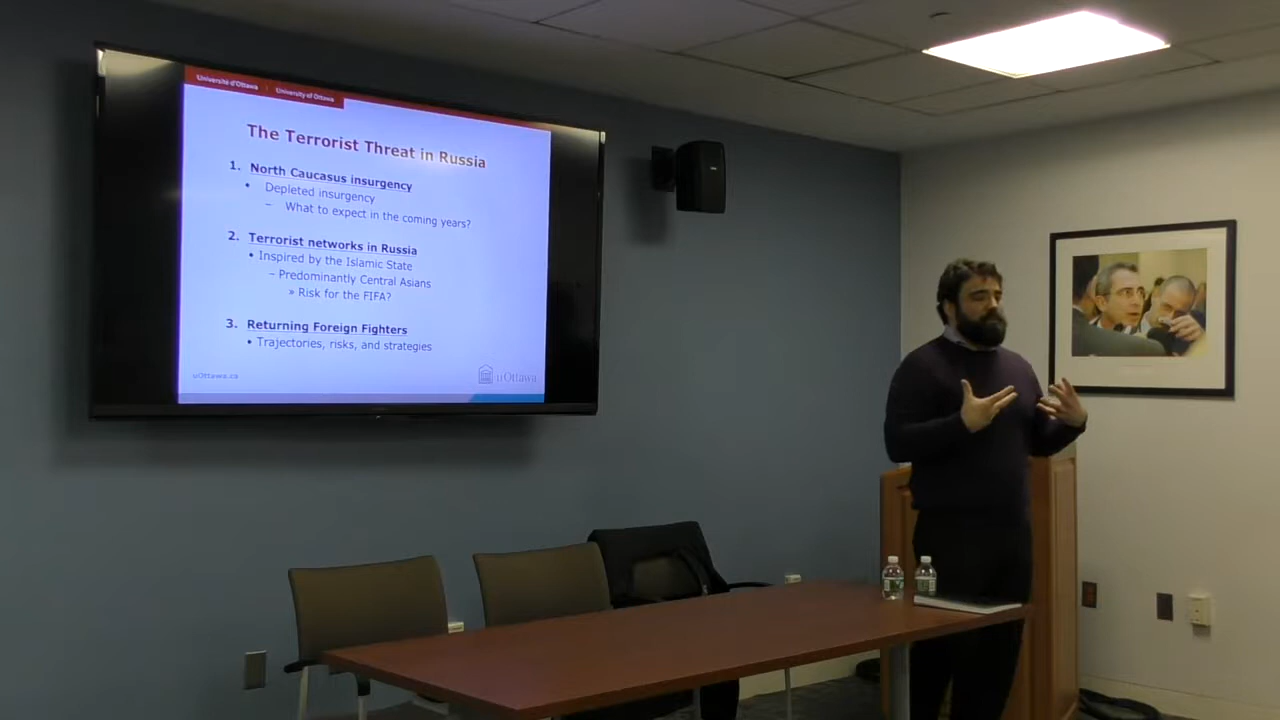 Université d'Ottawa | University of Ottawa
The Terrorist Threat in Russia
1. North Caucasus insurgency
• Depleted insurgency
– What to expect in the coming years?
2. Terrorist networks in Russia
• Inspired by the Islamic State
– Predominantly Central Asians
» Risk for the FIFA?
3. Returning Foreign Fighters
• Trajectories, risks, and strategies
uOttawa.ca
uOttawa